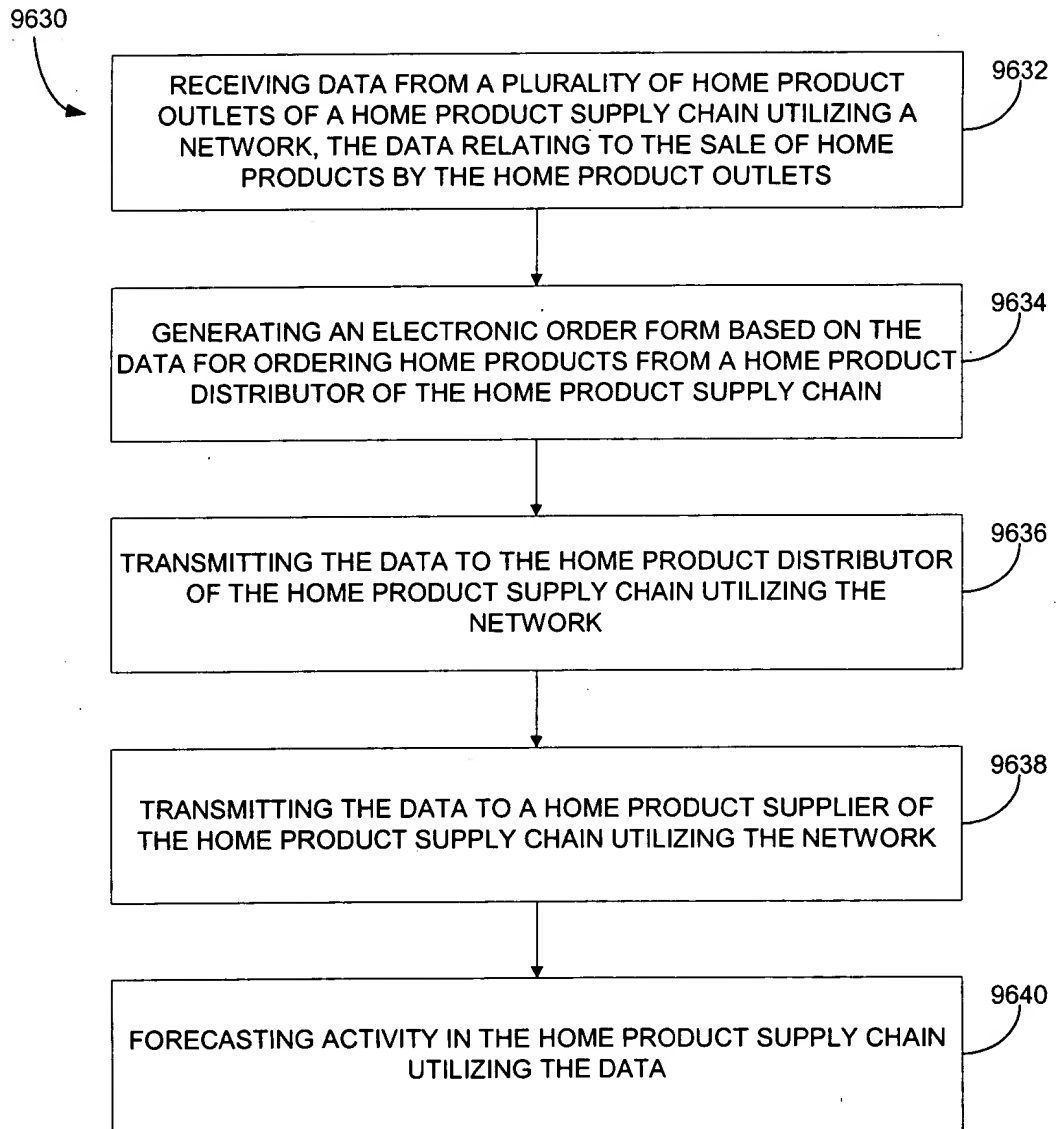 9630
RECEIVING DATA FROM A PLURALITY OF HOME PRODUCT
OUTLETS OF A HOME PRODUCT SUPPLY CHAIN UTILIZING A
NETWORK, THE DATA RELATING TO THE SALE OF HOME
PRODUCTS BY THE HOME PRODUCT OUTLETS
9632
GENERATING AN ELECTRONIC ORDER FORM BASED ON THE
DATA FOR ORDERING HOME PRODUCTS FROM A HOME PRODUCT
DISTRIBUTOR OF THE HOME PRODUCT SUPPLY CHAIN
9634
TRANSMITTING THE DATA TO THE HOME PRODUCT DISTRIBUTOR
OF THE HOME PRODUCT SUPPLY CHAIN UTILIZING THE
NETWORK
9636
TRANSMITTING THE DATA TO A HOME PRODUCT SUPPLIER OF
THE HOME PRODUCT SUPPLY CHAIN UTILIZING THE NETWORK
9638
FORECASTING ACTIVITY IN THE HOME PRODUCT SUPPLY CHAIN
UTILIZING THE DATA
9640